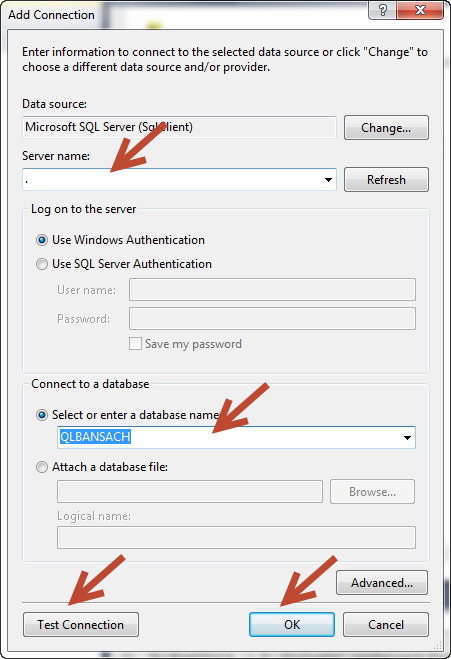 Add Connection
?
Enter information to connect to the selected data source or click "Change" to
choose a different data source and/or provider.
Data source:
Microsoft SQL Server (SqlClient)
Change...
Server name:
.
Refresh
Log on to the server
Use Windows Authentication
Use SQL Server Authentication
User name:
Password:
Save my password
Connect to a database
Select or enter a database name:
QLBANSACH
Attach a database file:
Browse...
Logical name:
Advanced...
Test Connection
OK
Cancel